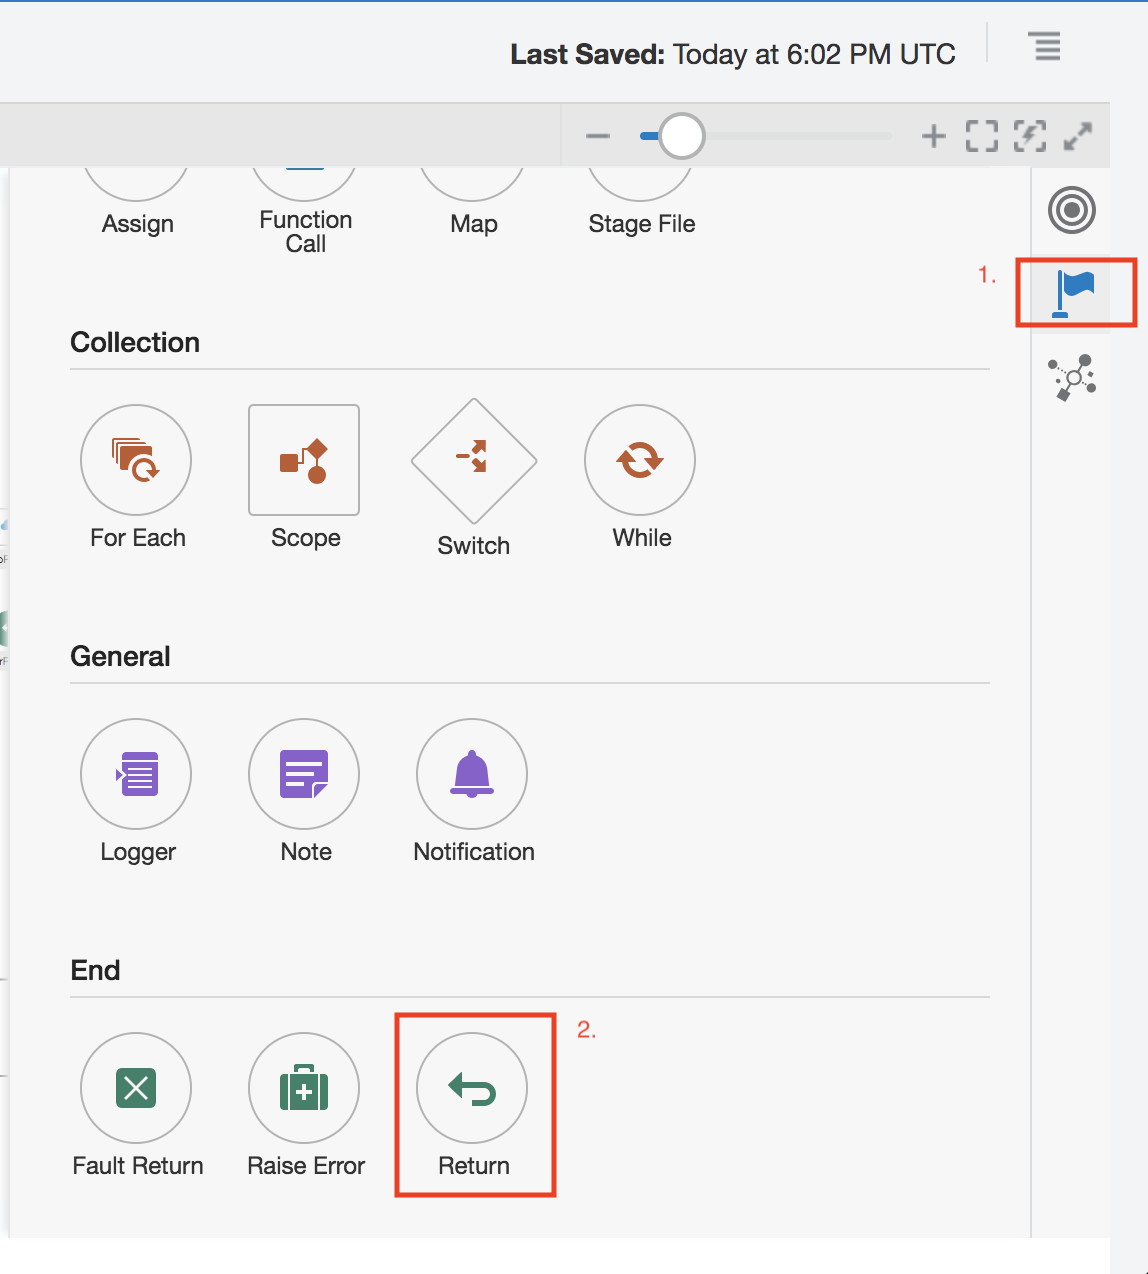 Last Saved: Today at 6:02 PM UTC
Assign
Function
Call
Map
Stage File
1.
Collection
For Each
Scope
Switch
While
General
Logger
Note
Notification
End
2.
Fault Return
Raise Error
Return